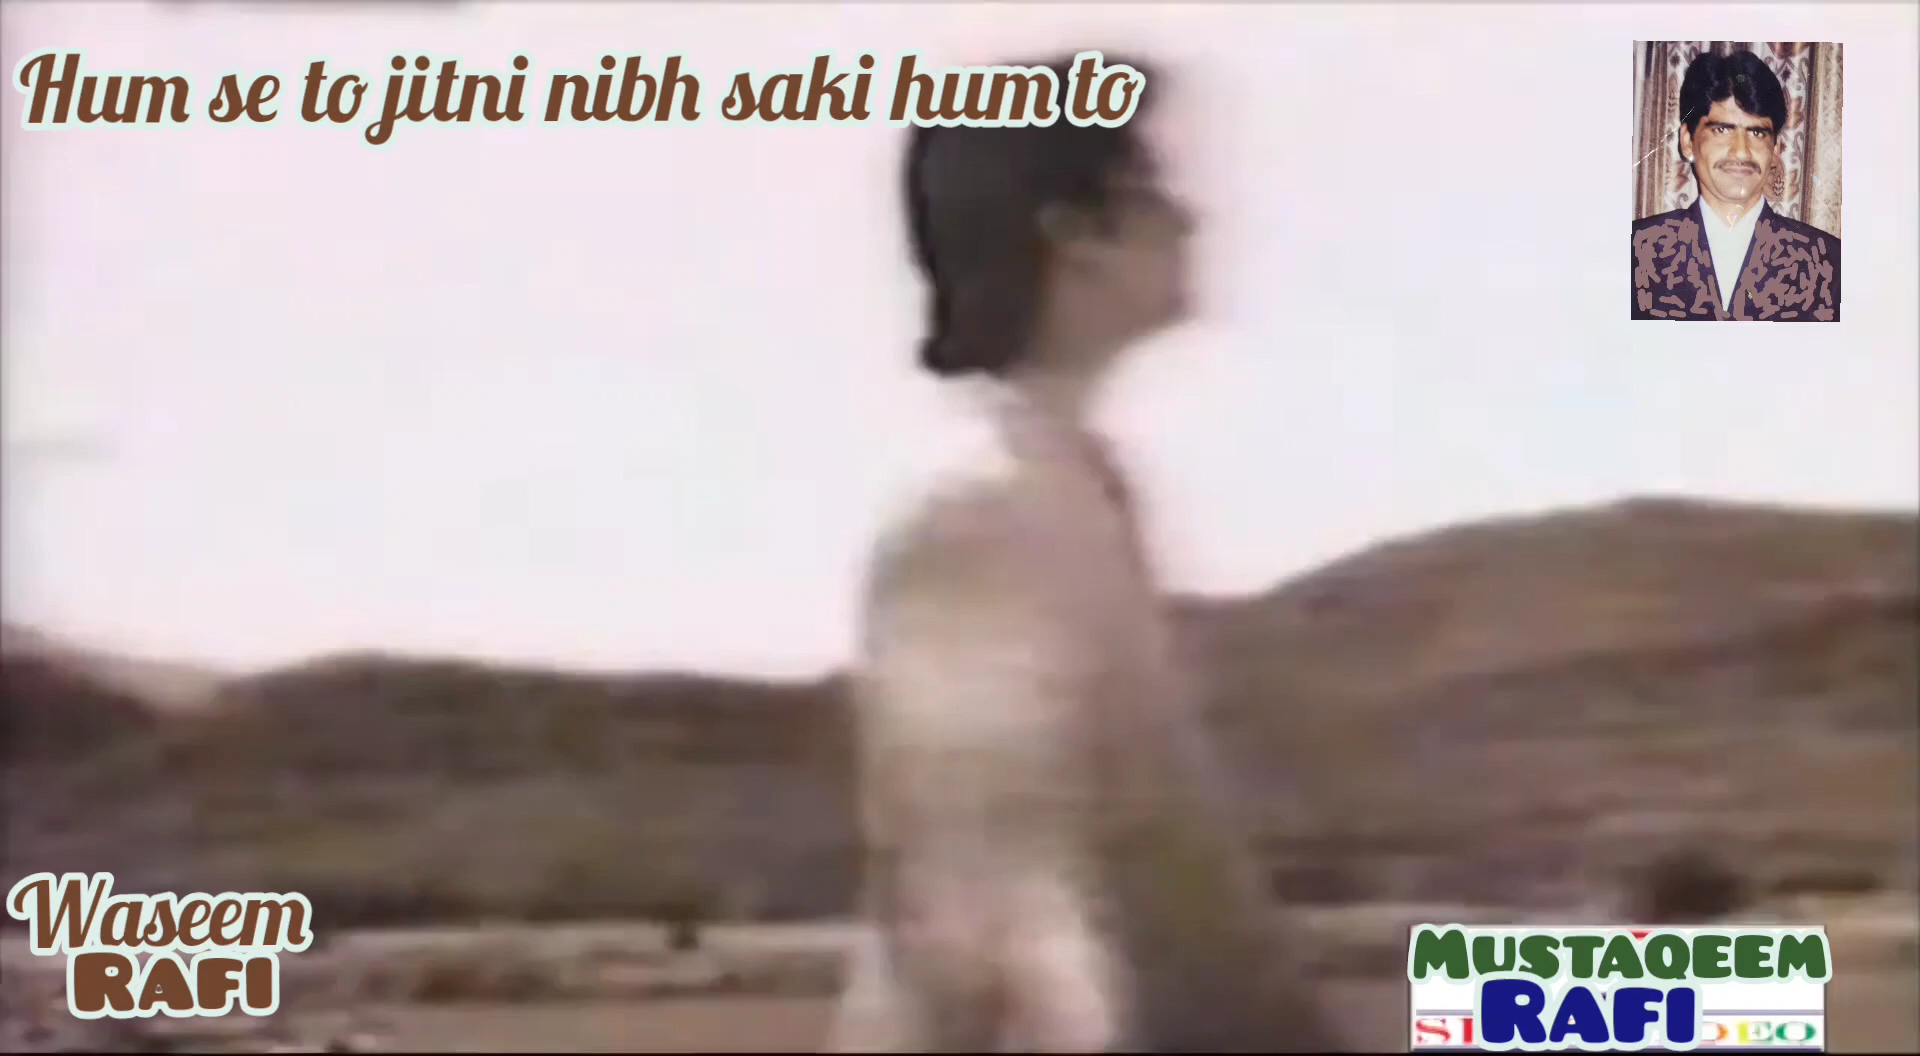 Hum se to jitni nibh saki hum to
Waseem
RAFI
MUSTAQEEM
RAFI